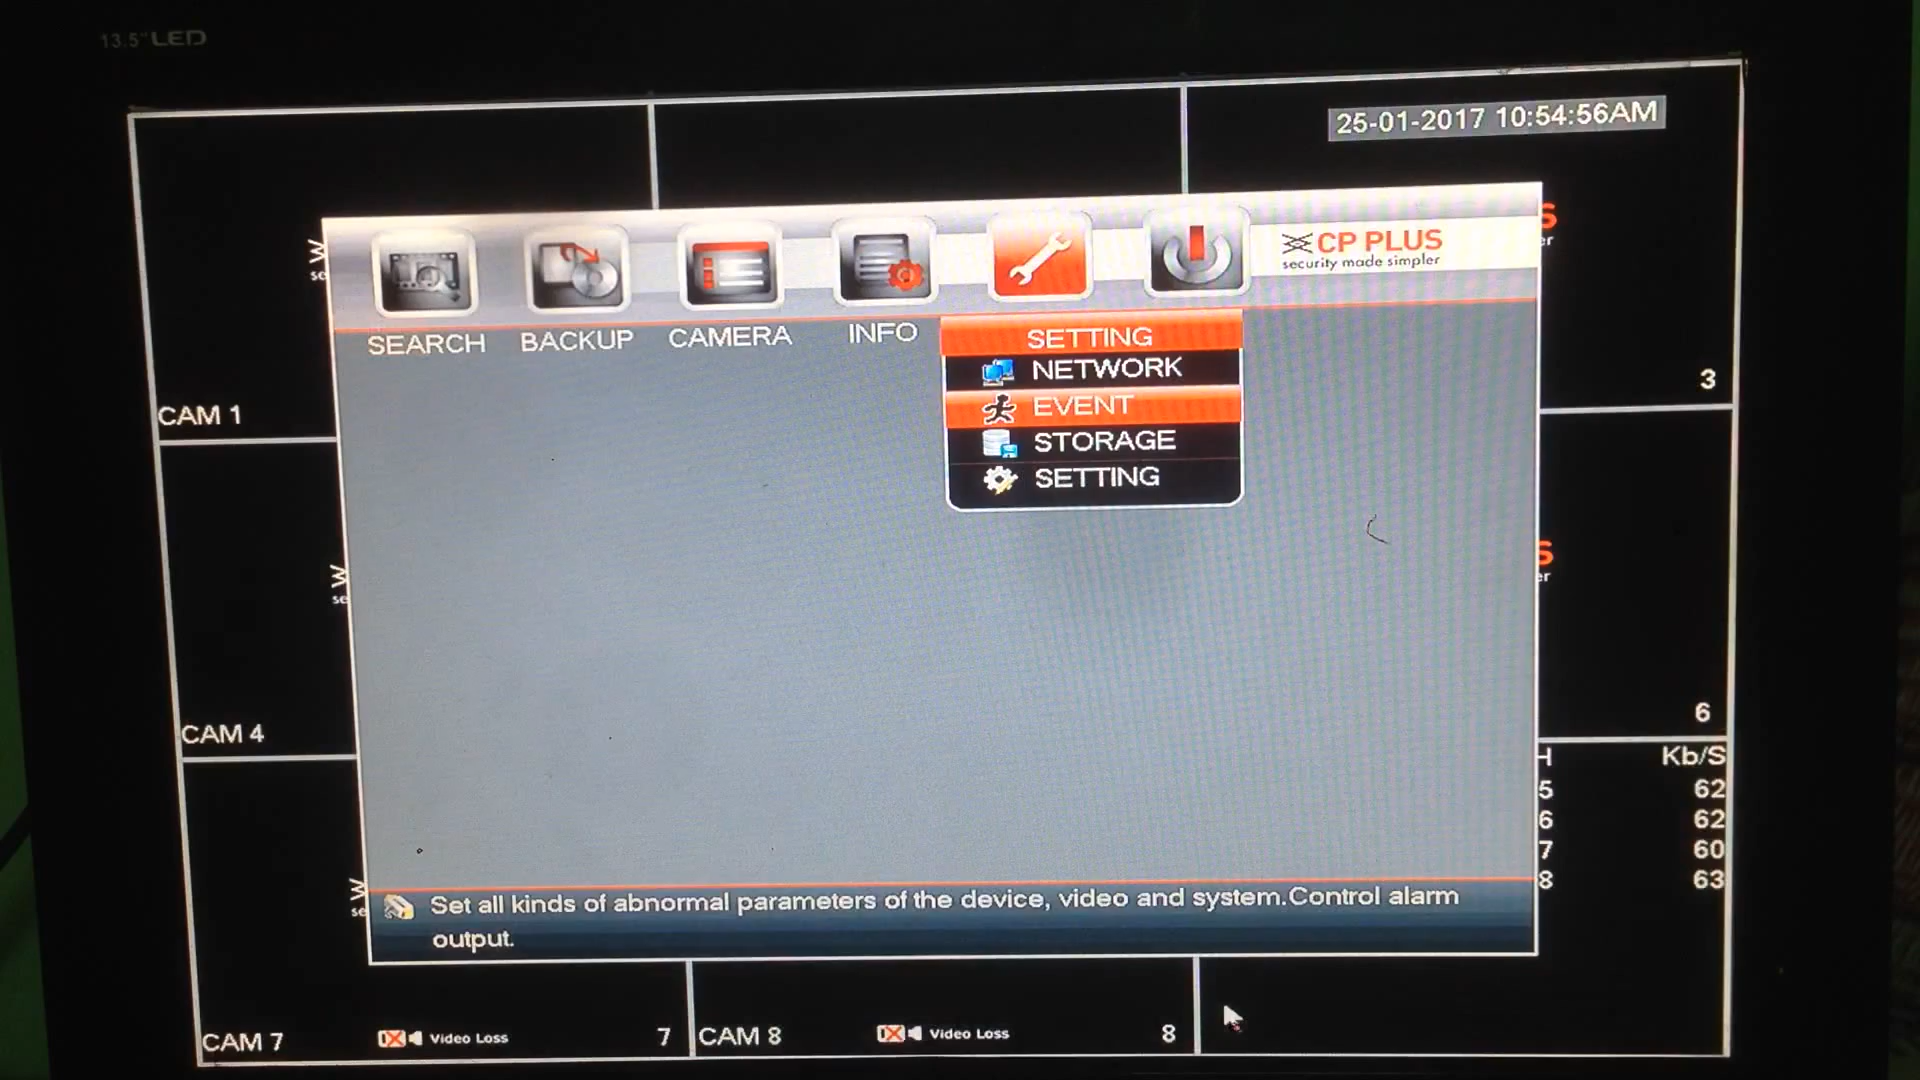 13.5" LED
25-01-2017 10:54:56AM
CP PLUS
security made simpler
SEARCH
BACKUP
CAMERA
INFO
SETTING
NETWORK
EVENT
STORAGE
SETTING
3
CAM 1
6
CAM 4
H Kb/S
5 62
6 62
7 60
8 63
Set all kinds of abnormal parameters of the device, video and system.Control alarm
output.
CAM 7
Video Loss
7
CAM 8
Video Loss
8